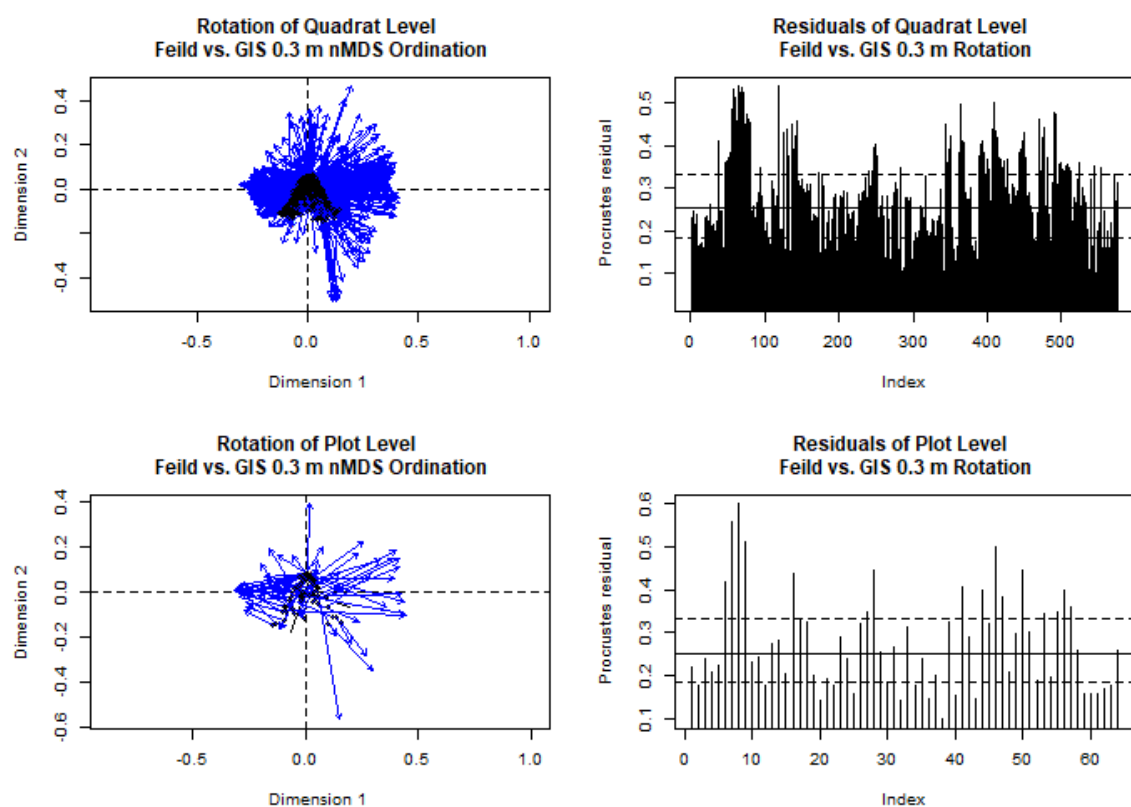 Rotation of Quadrat Level
Feild vs. GIS 0.3 m nMDS Ordination
Dimension 2
0.4
0.2
0.0
-0.4
-0.5
0.0
0.5
1.0
Dimension 1
Residuals of Quadrat Level
Feild vs. GIS 0.3 m Rotation
Procrustes residual
0.5
0.4
0.3
0.2
0.1
0
100
200
300
400
500
Index
Rotation of Plot Level
Feild vs. GIS 0.3 m nMDS Ordination
Dimension 2
0.4
0.2
0.0
-0.2
-0.4
-0.6
-0.5
0.0
0.5
1.0
Dimension 1
Residuals of Plot Level
Feild vs. GIS 0.3 m Rotation
Procrustes residual
0.6
0.5
0.4
0.3
0.2
0.1
0
10
20
30
40
50
60
Index